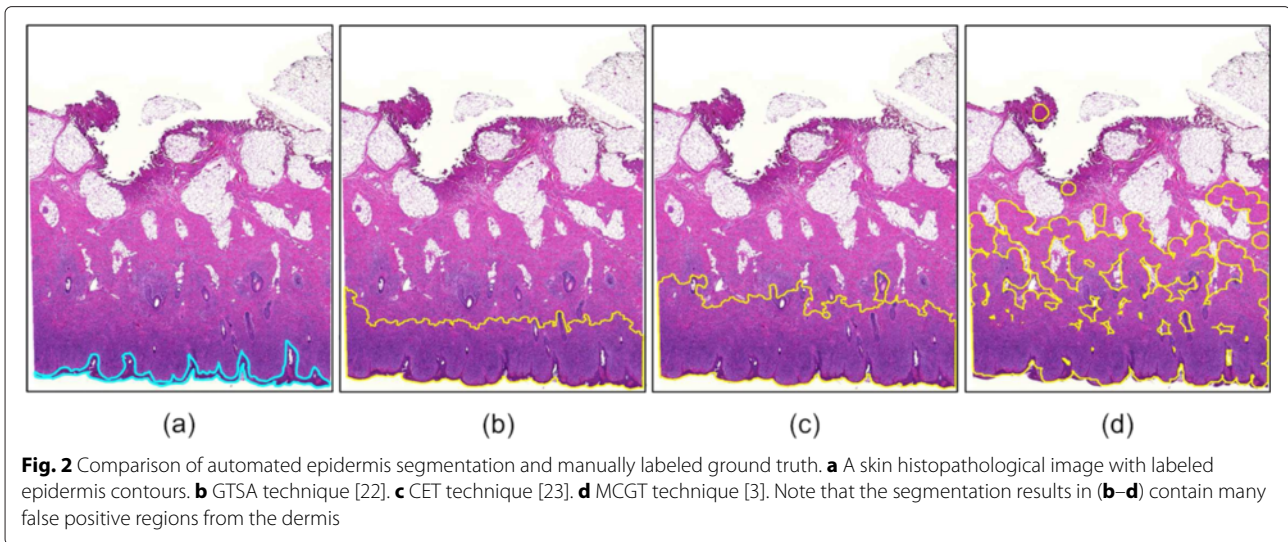 (a) (b) (c) (d)
Fig. 2 Comparison of automated epidermis segmentation and manually labeled ground truth. a A skin histopathological image with labeled
epidermis contours. b GTSA technique [22]. c CET technique [23]. d MCGT technique [3]. Note that the segmentation results in (b–d) contain many
false positive regions from the dermis